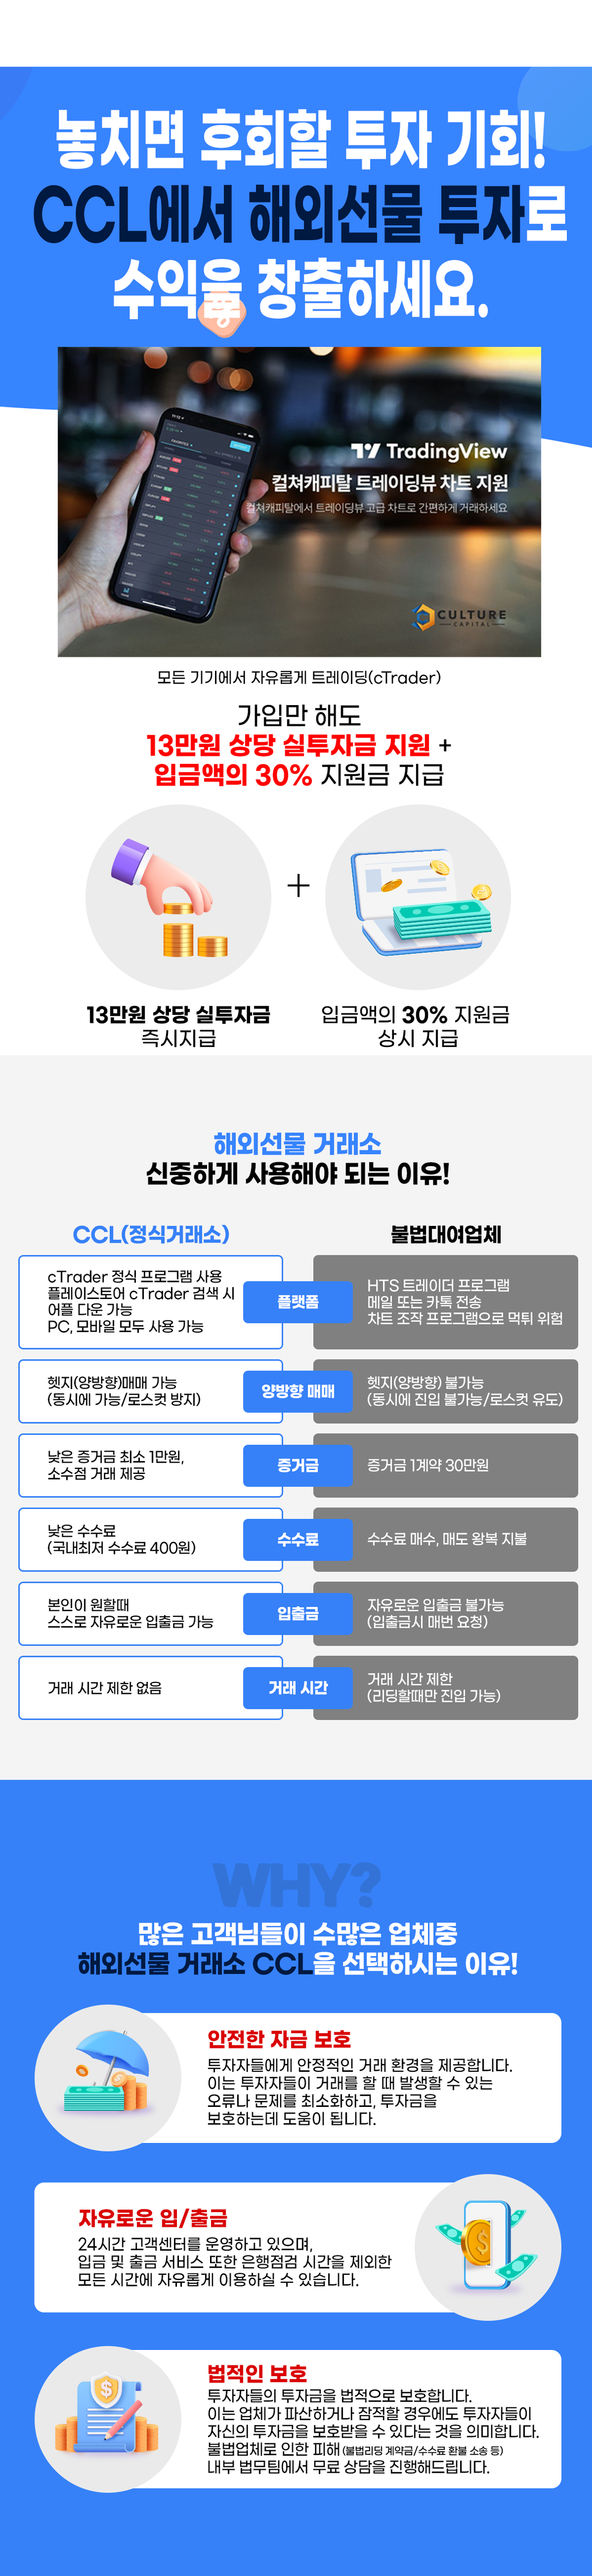 놓치면 후회할 투자 기회!
CCL에서 해외선물 투자로
수익을 창출하세요.
TradingView
컬쳐캐피탈 트레이딩뷰 차트 지원
컬쳐캐피탈에서 트레이딩뷰 고급 차트로 간편하게 거래하세요
CULTURE
CAPITAL
모든 기기에서 자유롭게 트레이딩(cTrader)
가입만 해도
13만원 상당 실투자금 지원 +
입금액의 30% 지원금 지급
+
13만원 상당 실투자금
즉시지급
입금액의 30% 지원금
상시 지급
해외선물 거래소
신중하게 사용해야 되는 이유!
CCL(정식거래소)
불법대여업체
cTrader 정식 프로그램 사용
플레이스토어 cTrader 검색 시
어플 다운 가능
PC, 모바일 모두 사용 가능
플랫폼
HTS 트레이더 프로그램
메일 또는 카톡 전송
차트 조작 프로그램으로 먹튀 위험
헷지(양방향)매매 가능
(동시에 가능/로스컷 방지)
양방향 매매
헷지(양방향) 불가능
(동시에 진입 불가능/로스컷 유도)
낮은 증거금 최소 1만원,
소수점 거래 제공
증거금
증거금 1계약 30만원
낮은 수수료
(국내최저 수수료 400원)
수수료
수수료 매수, 매도 왕복 지불
본인이 원할때
스스로 자유로운 입출금 가능
입출금
자유로운 입출금 불가능
(입출금시 매번 요청)
거래 시간 제한 없음
거래 시간
거래 시간 제한
(리딩할때만 진입 가능)
WHY?
많은 고객님들이 수많은 업체중
해외선물 거래소 CCL을 선택하시는 이유!
안전한 자금 보호
투자자들에게 안정적인 거래 환경을 제공합니다.
이는 투자자들이 거래를 할 때 발생할 수 있는
오류나 문제를 최소화하고, 투자금을
보호하는데 도움이 됩니다.
자유로운 입/출금
24시간 고객센터를 운영하고 있으며,
입금 및 출금 서비스 또한 은행점검 시간을 제외한
모든 시간에 자유롭게 이용하실 수 있습니다.
법적인 보호
투자자들의 투자금을 법적으로 보호합니다.
이는 업체가 파산하거나 잠적할 경우에도 투자자들이
자신의 투자금을 보호받을 수 있다는 것을 의미합니다.
불법업체로 인한 피해 (불법리딩 계약금/수수료 환불 소송 등)
내부 법무팀에서 무료 상담을 진행해드립니다.